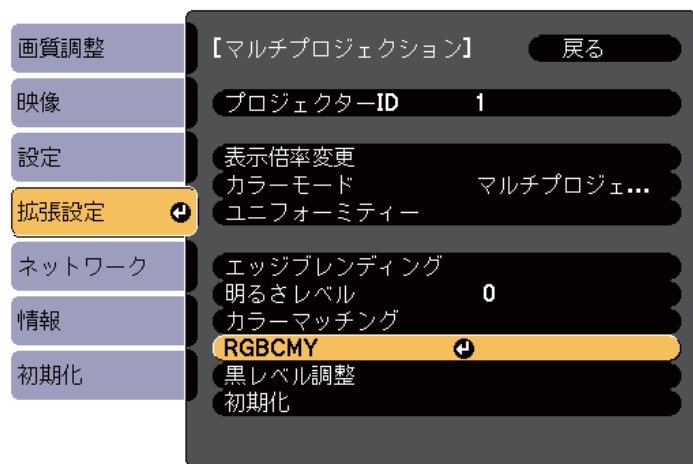 画質調整
映像
設定
拡張設定
ネットワーク
情報
初期化
[マルチプロジェクション] 戻る
プロジェクターID 1
表示倍率変更
カラーモード マルチプロジェ...
ユニフォーミティー
エッジブレンディング
明るさレベル 0
カラーマッチング
RGBCMY
黒レベル調整
初期化